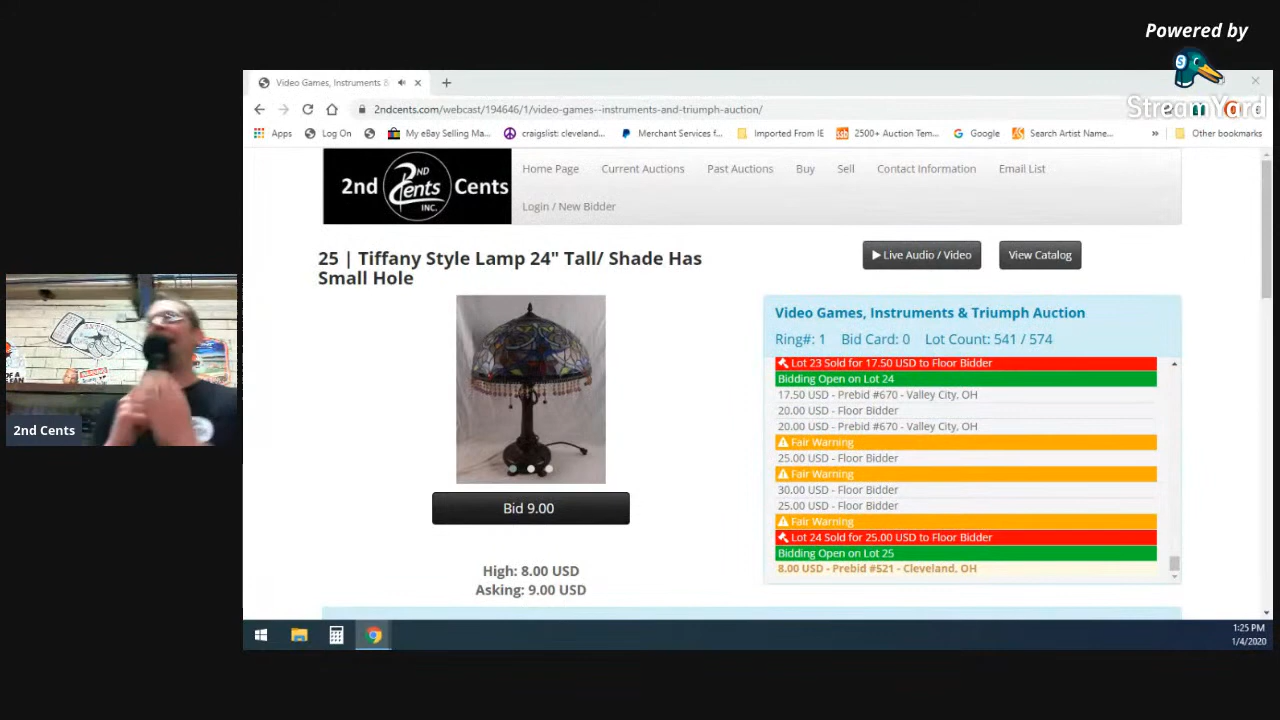 Powered by
StreamYard
Video Games, Instruments &
2ndcents.com/webcast/194646/1/video-games--instruments-and-triumph-auction/
Apps
Log On
My eBay Selling Ma...
craigslist: cleveland...
Merchant Services f...
Imported From IE
2500+ Auction Tem...
Google
Search Artist Name...
»
Other bookmarks
2nd
2ND
Cents
INC.
Cents
Home Page
Current Auctions
Past Auctions
Buy
Sell
Contact Information
Email List
Login / New Bidder
25 | Tiffany Style Lamp 24" Tall/ Shade Has
Small Hole
Live Audio / Video
View Catalog
Bid 9.00
High: 8.00 USD
Asking: 9.00 USD
Video Games, Instruments & Triumph Auction
Ring#: 1 Bid Card: 0 Lot Count: 541 / 574
Lot 23 Sold for 17.50 USD to Floor Bidder
Bidding Open on Lot 24
17.50 USD - Prebid #670 - Valley City, OH
20.00 USD - Floor Bidder
20.00 USD - Prebid #670 - Valley City, OH
Fair Warning
25.00 USD - Floor Bidder
Fair Warning
30.00 USD - Floor Bidder
25.00 USD - Floor Bidder
Fair Warning
Lot 24 Sold for 25.00 USD to Floor Bidder
Bidding Open on Lot 25
8.00 USD - Prebid #521 - Cleveland, OH
2nd Cents
1:25 PM
1/4/2020